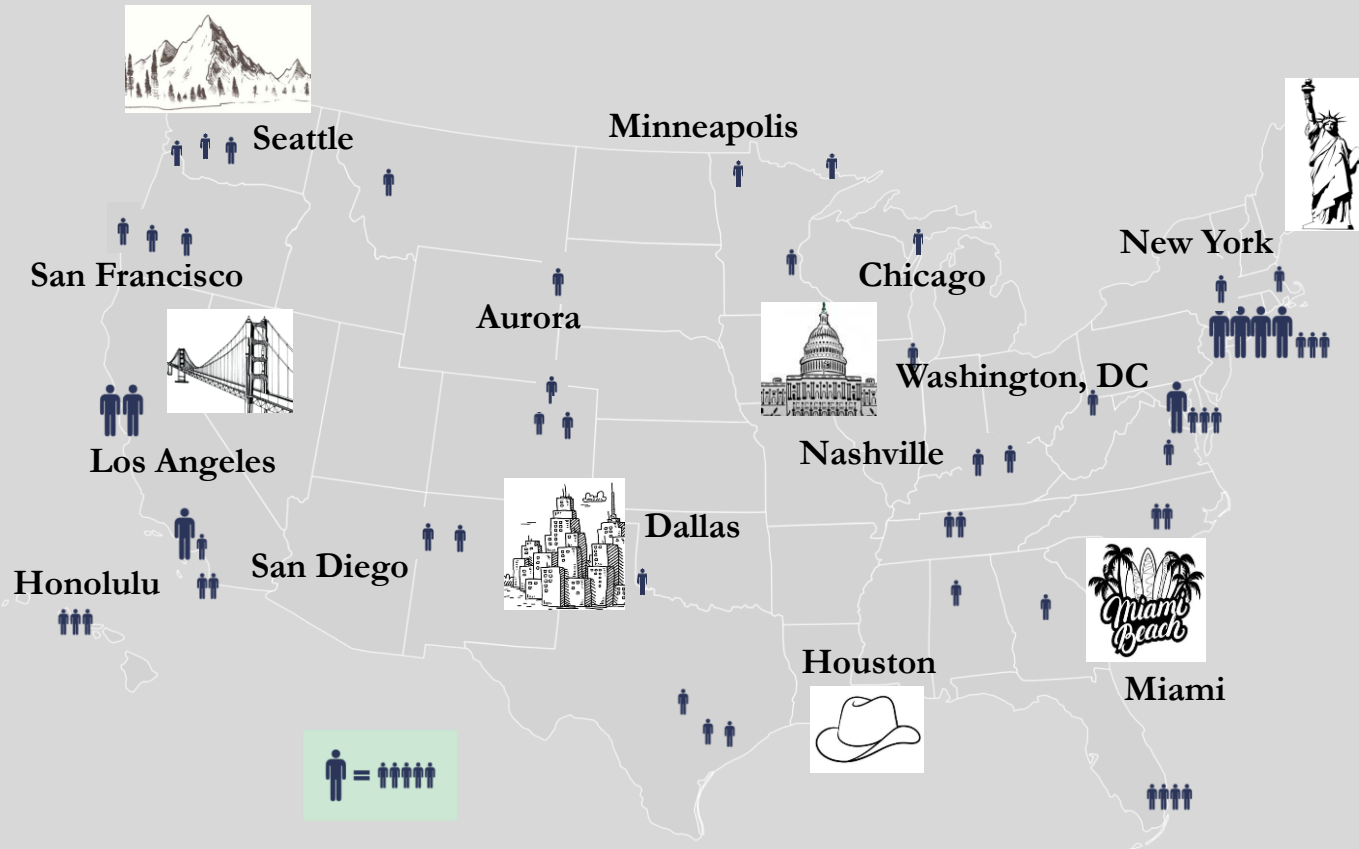 Seattle
Minneapolis
New York
San Francisco
Chicago
Aurora
Washington, DC
Los Angeles
Nashville
Dallas
San Diego
Honolulu
Miami
Beach
Houston
Miami
=